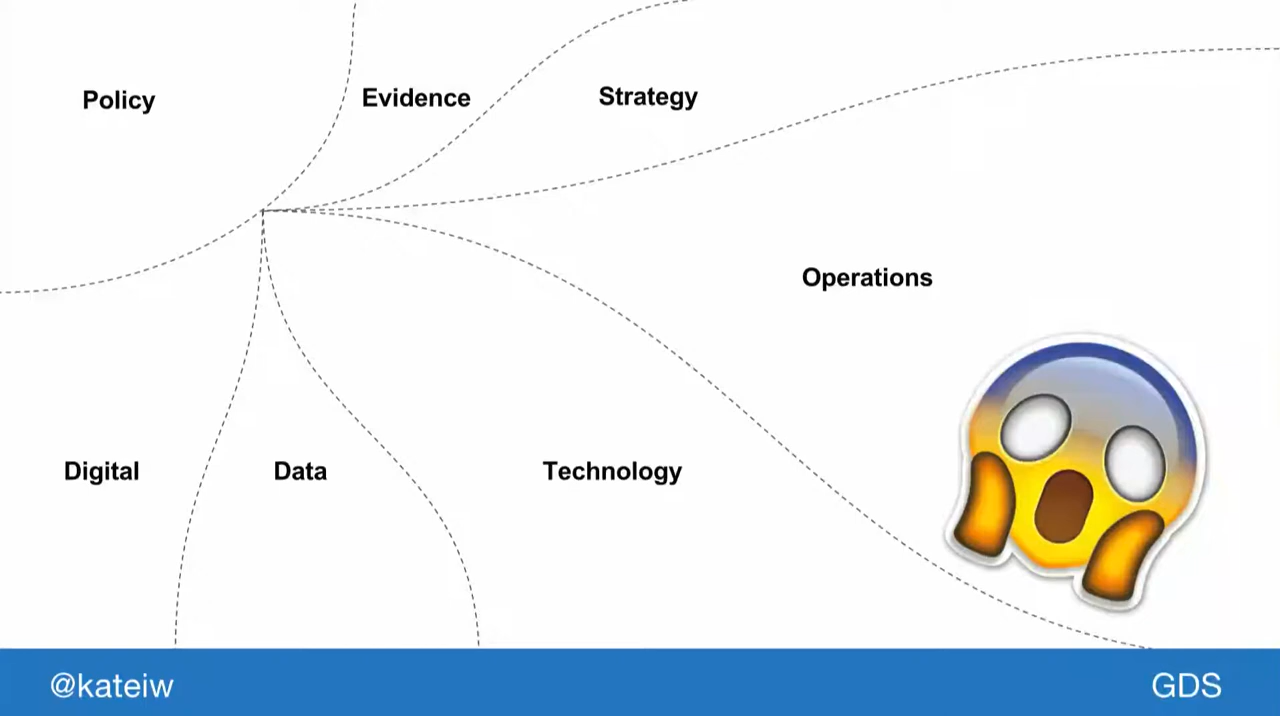 Policy
Evidence
Strategy
Operations
Digital
Data
Technology
@kateiw
GDS